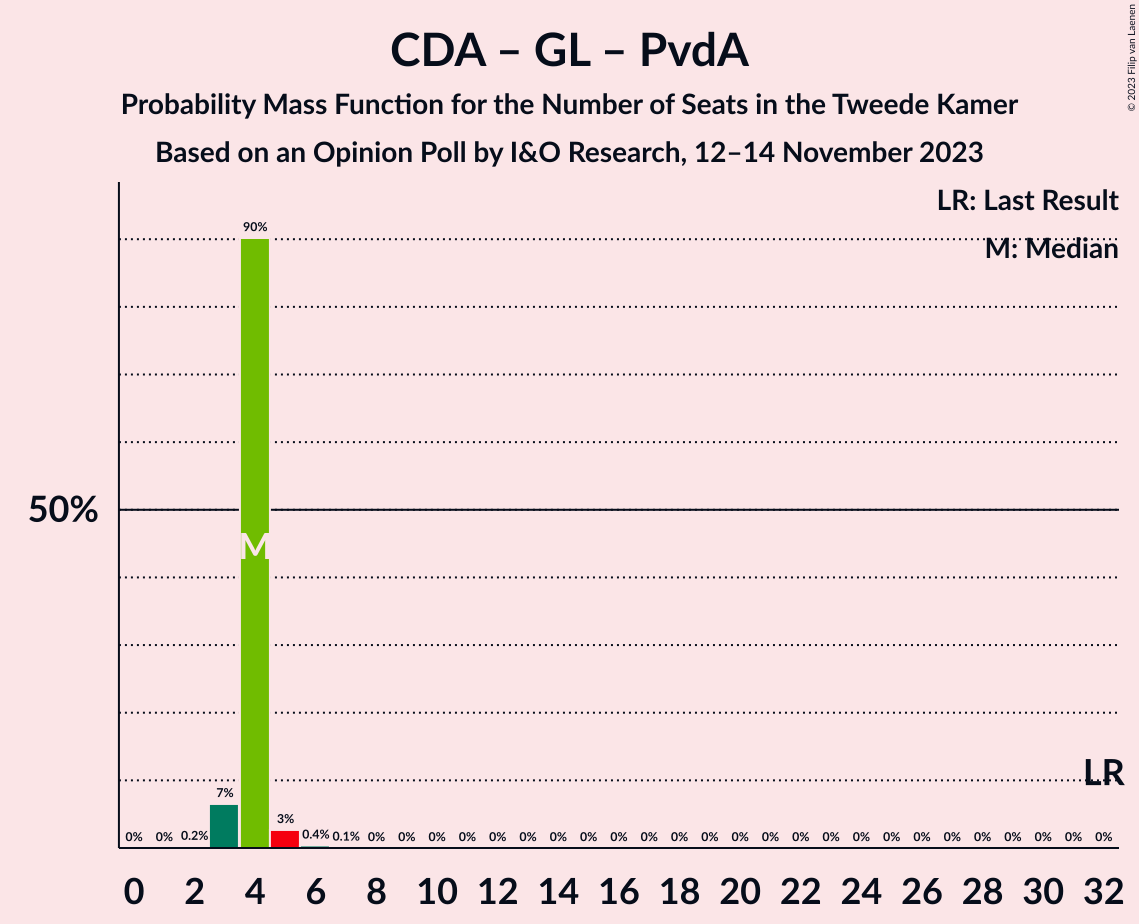 CDA – GL – PvdA
Probability Mass Function for the Number of Seats in the Tweede Kamer
Based on an Opinion Poll by I&O Research, 12–14 November 2023
© 2023 Filip van Laenen
LR: Last Result
M: Median
90%
50%
M
LR
7%
3%
0% 0% 0.2% 0.4% 0.1% 0% 0% 0% 0% 0% 0% 0% 0% 0% 0% 0% 0% 0% 0% 0% 0% 0% 0% 0% 0% 0% 0% 0% 0% 0%
0 2 4 6 8 10 12 14 16 18 20 22 24 26 28 30 32